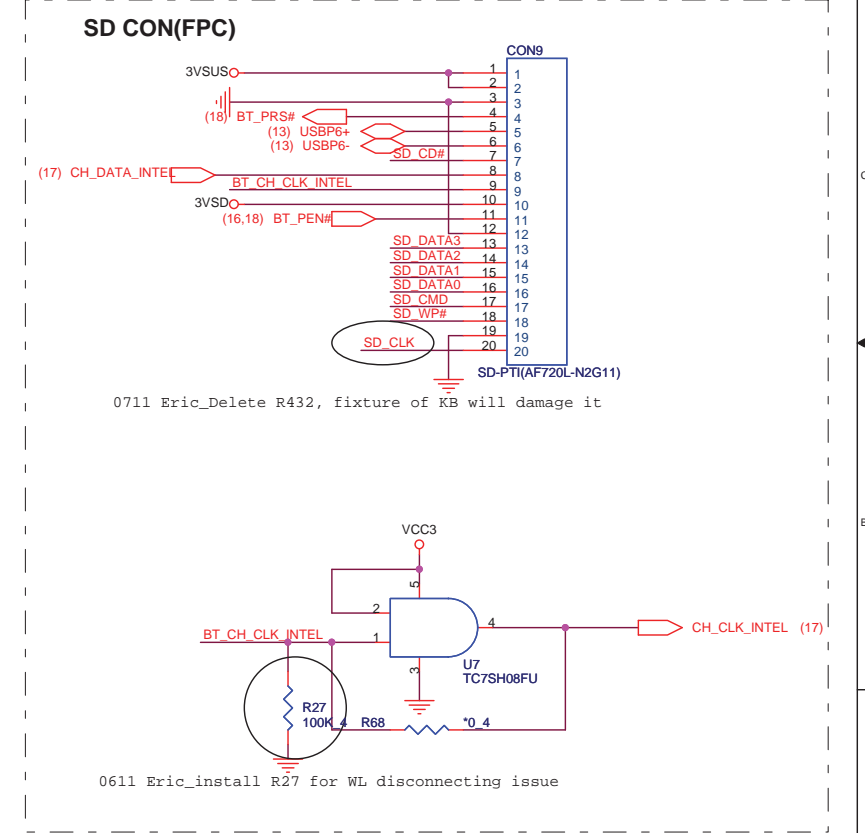 SD CON(FPC)
CON9
3VSUS 1 1
2 2
3 3
(18) BT_PRS# 4 4
(13) USBP6+ 5 5
(13) USBP6- 6 6
SD_CD# 7 7
(17) CH_DATA_INTEL 8 8
BT_CH_CLK_INTEL 9 9
3VSD 10 10
(16,18) BT_PEN# 11 11
12 12
SD_DATA3 13 13
SD_DATA2 14 14
SD_DATA1 15 15
SD_DATA0 16 16
SD_CMD 17 17
SD_WP# 18 18
19 19
SD_CLK 20 20
SD-PTI(AF720L-N2G11)
0711 Eric_Delete R432, fixture of KB will damage it
VCC3
5
2
BT_CH_CLK_INTEL 1
4 CH_CLK_INTEL (17)
3
U7
TC7SH08FU
R27
100K_4
R68 *0_4
0611 Eric_install R27 for WL disconnecting issue